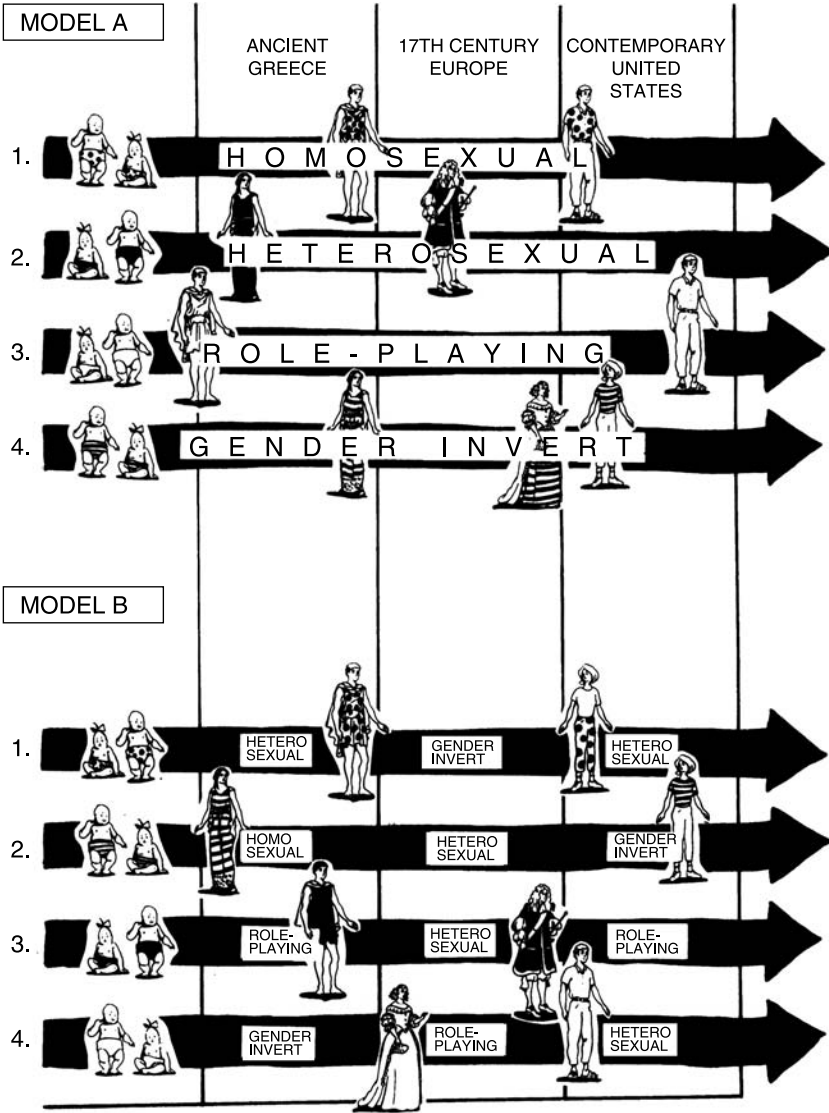 MODEL A
ANCIENT
GREECE
17TH CENTURY
EUROPE
CONTEMPORARY
UNITED
STATES
1.
HOMOSEXUAL
2.
HETEROSEXUAL
3.
ROLE-PLAYING
4.
GENDER INVERT
MODEL B
1.
HETERO
SEXUAL
GENDER
INVERT
HETERO
SEXUAL
2.
HOMO
SEXUAL
HETERO
SEXUAL
GENDER
INVERT
3.
ROLE-
PLAYING
HETERO
SEXUAL
ROLE-
PLAYING
4.
GENDER
INVERT
ROLE-
PLAYING
HETERO
SEXUAL